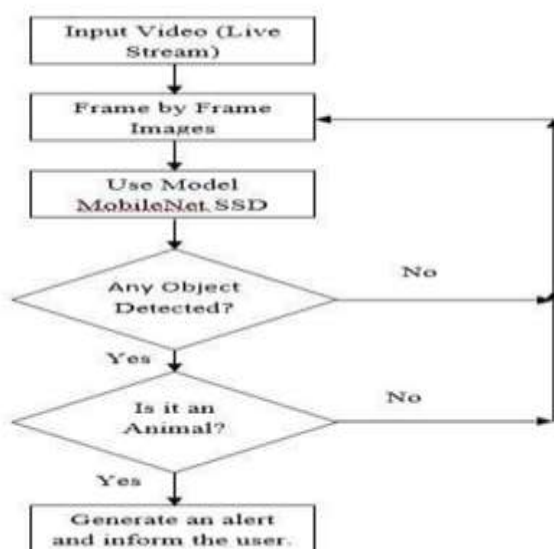 Input Video (Live
Stream)
Frame by Frame
Images
Use Model
MobileNet SSD
Any Object
Detected?
No
Yes
Is it an
Animal?
No
Yes
Generate an alert
and inform the user.